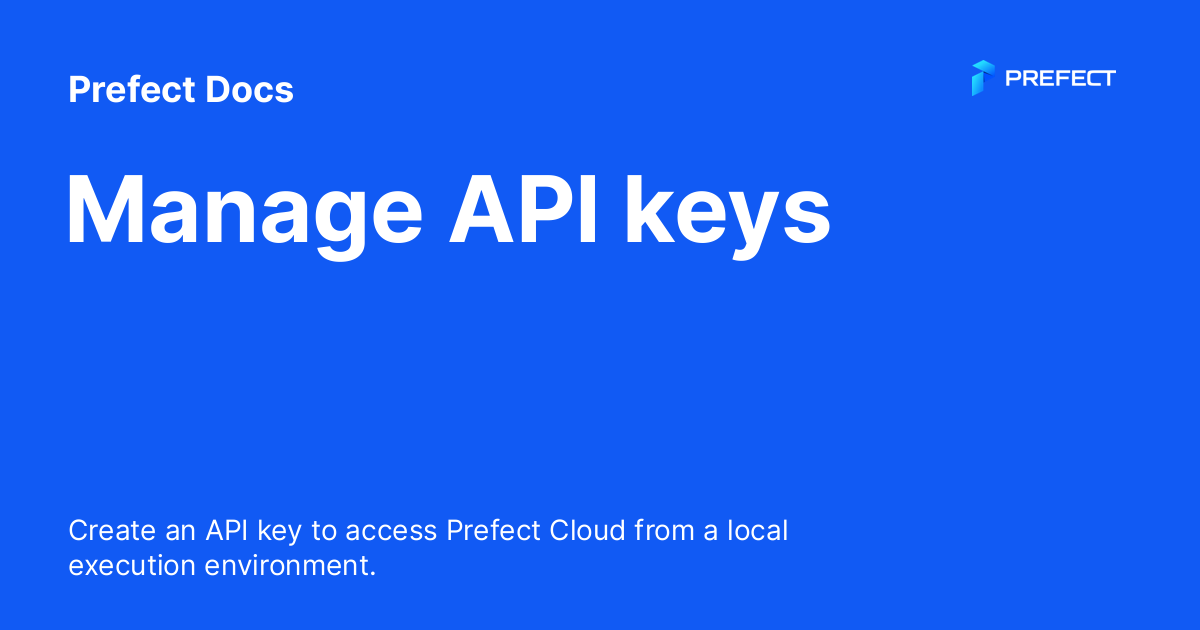 Prefect Docs
PREFECT
Manage API keys
Create an API key to access Prefect Cloud from a local
execution environment.